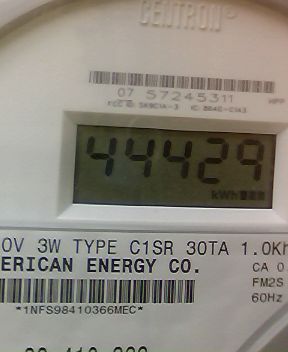 CENTRON®
07 57245311
44429
kWh
0V 3W TYPE C1SR 30TA 1.0Kh
ERICAN ENERGY CO.
CA 0.
FM2S
60Hz
*1NFS98410366MEC*